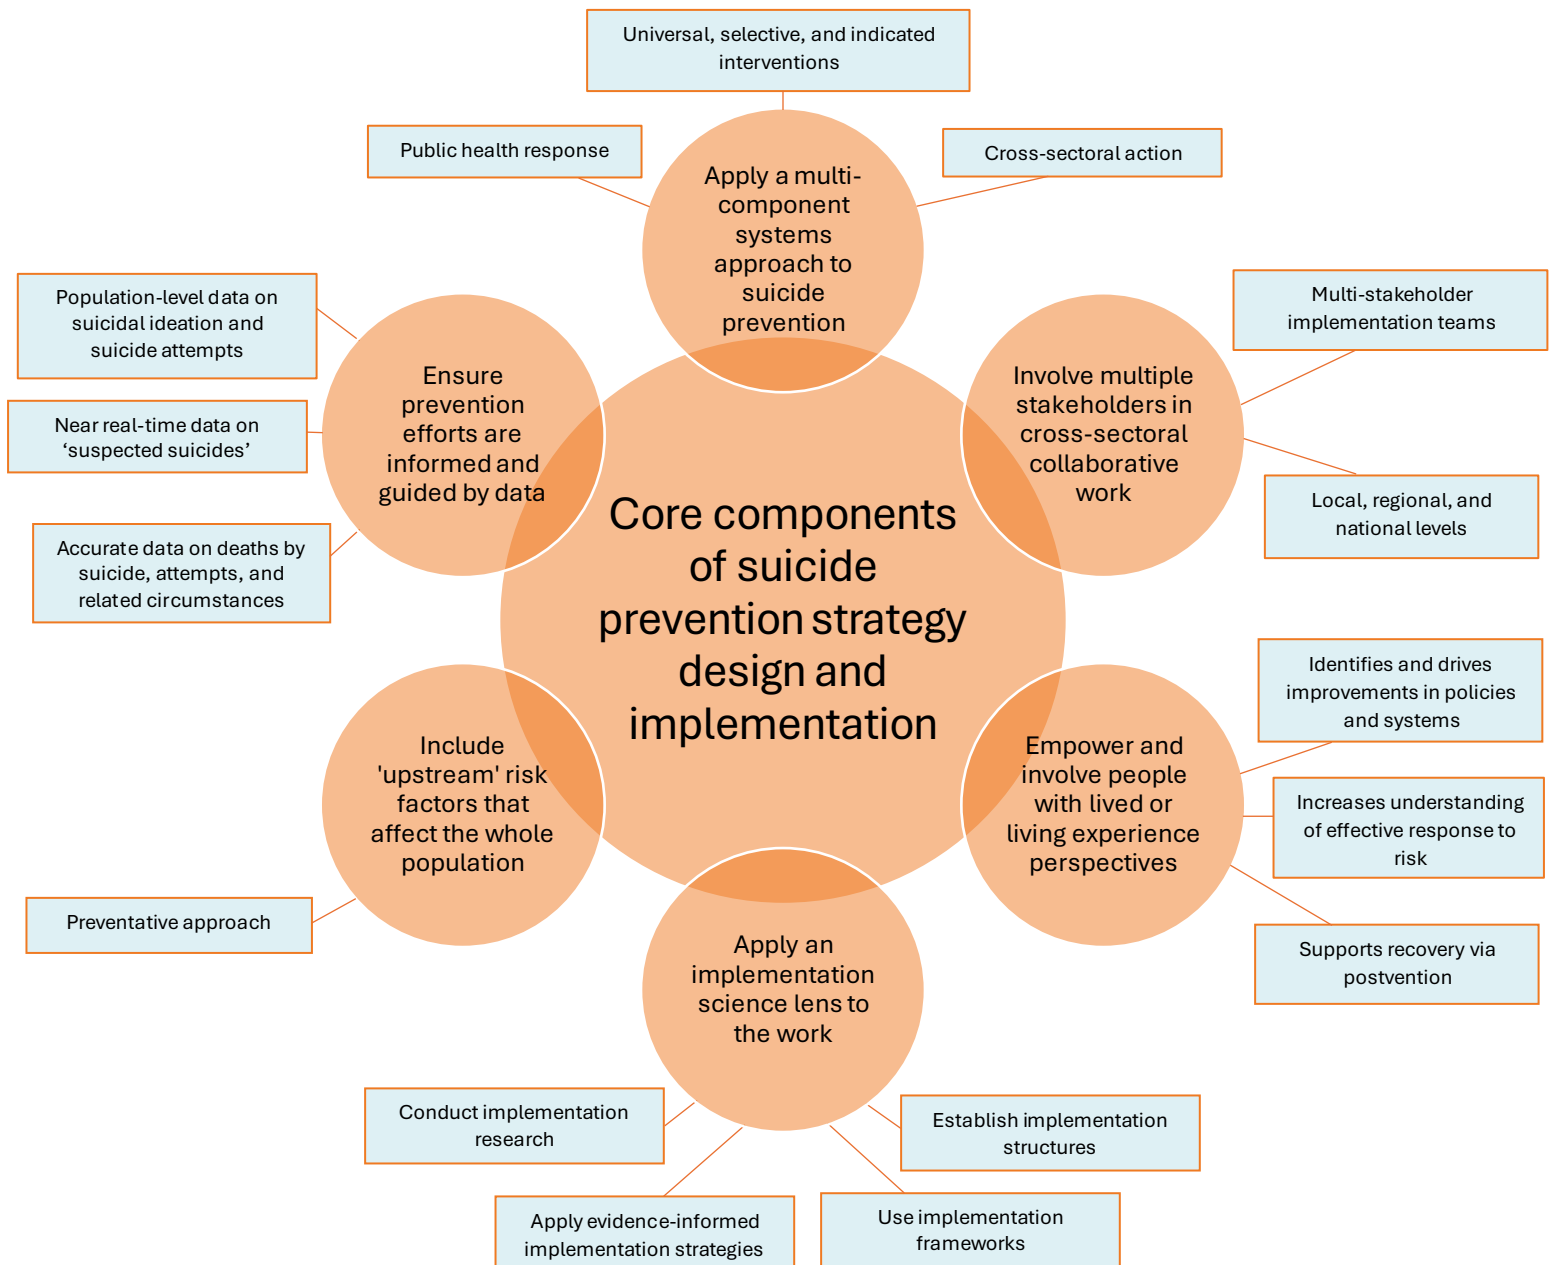 Universal, selective, and indicated
interventions
Public health response
Cross-sectoral action
Apply a multi-
component
systems
approach to
suicide
prevention
Population-level data on
suicidal ideation and
suicide attempts
Near real-time data on
‘suspected suicides’
Accurate data on deaths by
suicide, attempts, and
related circumstances
Ensure
prevention
efforts are
informed and
guided by data
Involve multiple
stakeholders in
cross-sectoral
collaborative
work
Multi-stakeholder
implementation teams
Local, regional, and
national levels
Core components
of suicide
prevention strategy
design and
implementation
Include
'upstream' risk
factors that
affect the whole
population
Preventative approach
Empower and
involve people
with lived or
living experience
perspectives
Identifies and drives
improvements in policies
and systems
Increases understanding
of effective response to
risk
Supports recovery via
postvention
Apply an
implementation
science lens to
the work
Conduct implementation
research
Apply evidence-informed
implementation strategies
Use implementation
frameworks
Establish implementation
structures